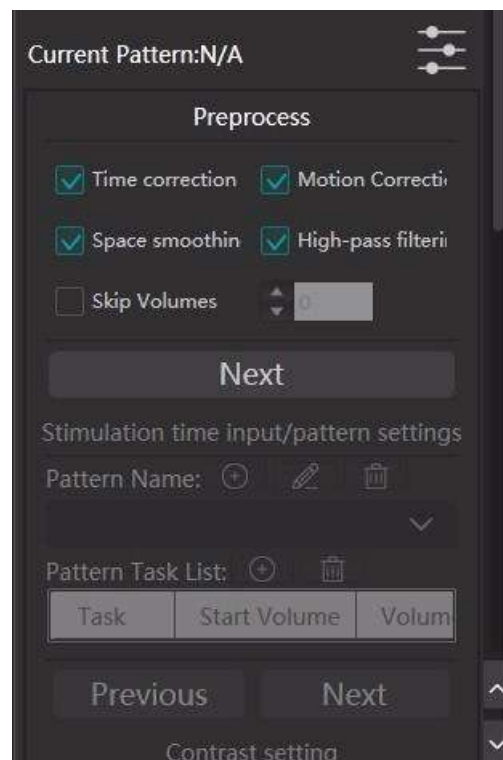 Current Pattern:N/A
Preprocess
Time correction Motion Correcti
Space smoothin High-pass filteri
Skip Volumes 0
Next
Stimulation time input/pattern settings
Pattern Name:
Pattern Task List:
Task Start Volume Volum
Previous Next
Contrast setting